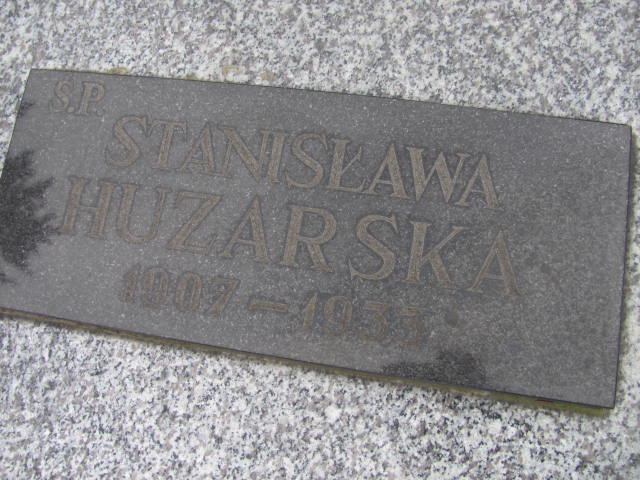 Ś.P.
STANISŁAWA
HUZARSKA
1907-1933